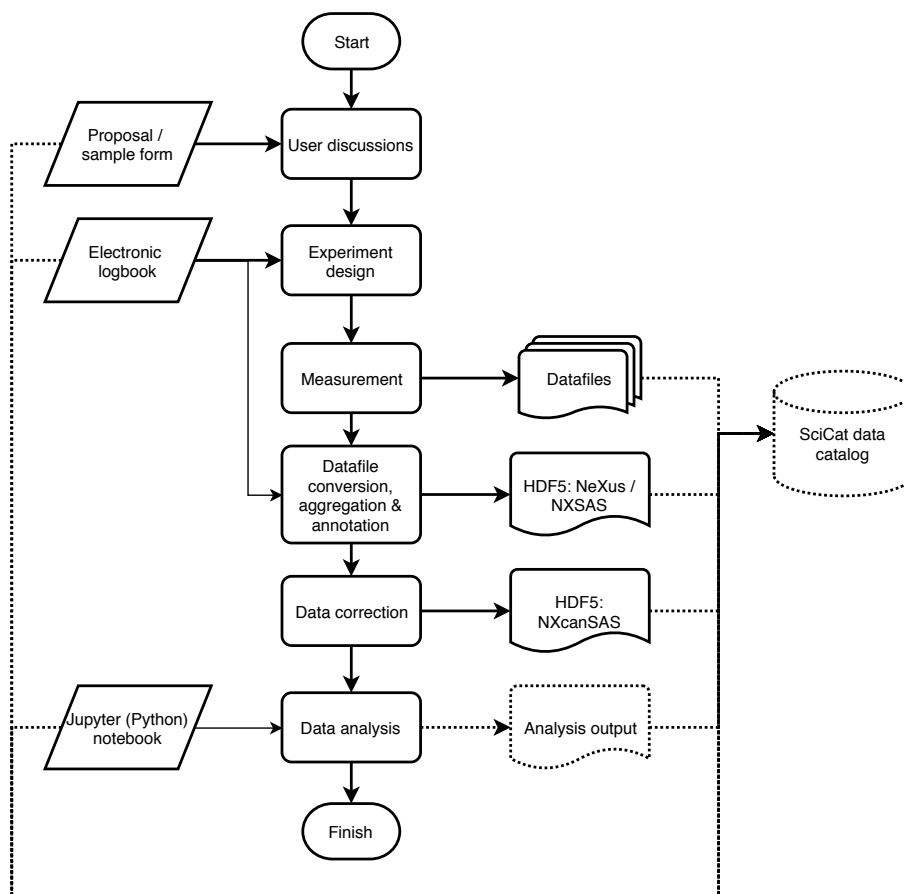 Start
Proposal /
sample form
User discussions
Electronic
logbook
Experiment
design
Measurement
Datafiles
SciCat data
catalog
Datafile
conversion,
aggregation &
annotation
HDF5: NeXus /
NXSAS
Data correction
HDF5:
NXcanSAS
Jupyter (Python)
notebook
Data analysis
Analysis output
Finish